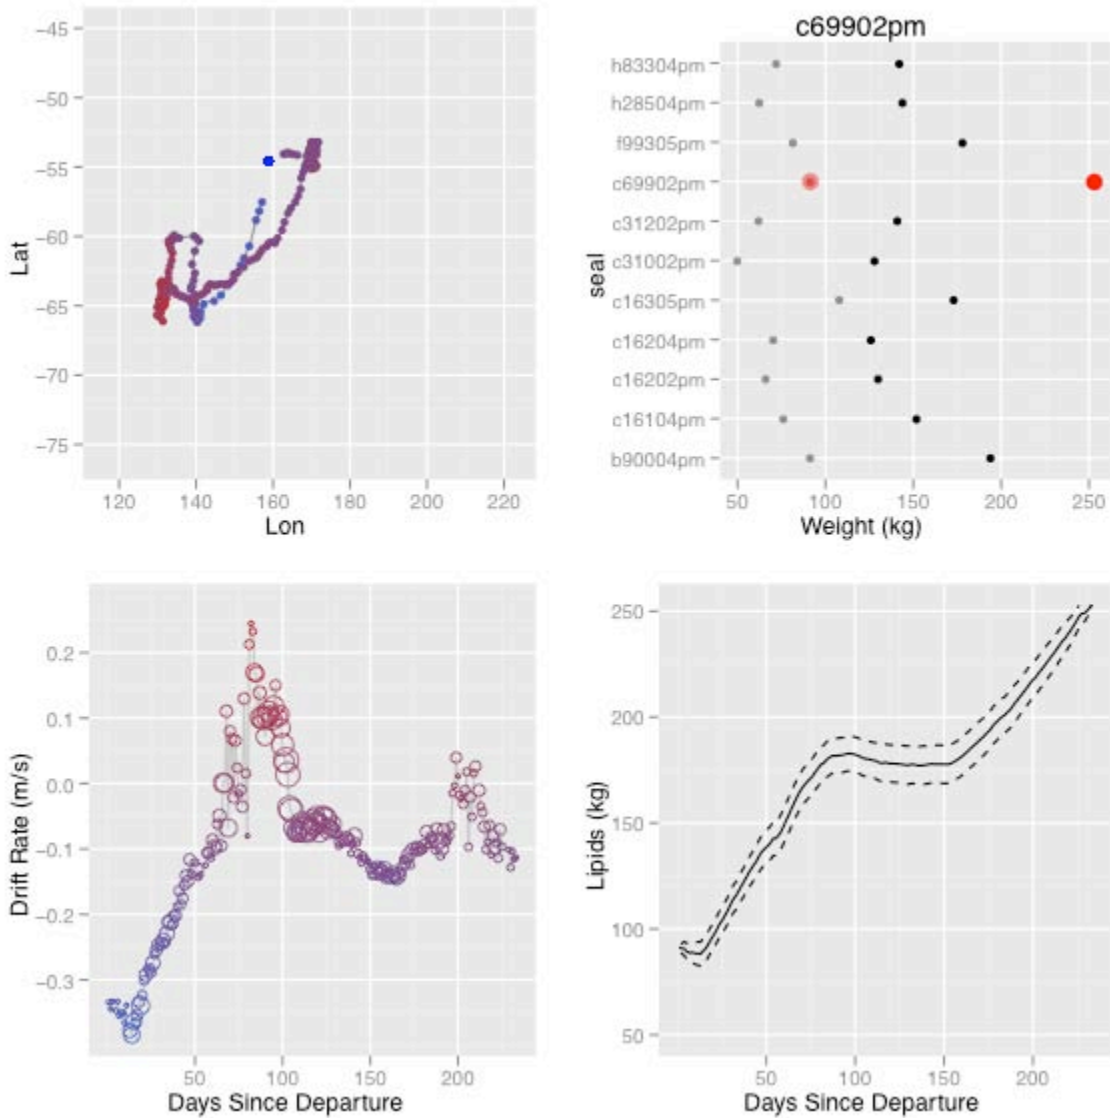 −45
−50
−55
−60
−65
−70
−75
Lat
120 140 160 180 200 220
Lon
c69902pm
h83304pm
h28504pm
f99305pm
c69902pm
c31202pm
c31002pm
c16305pm
c16204pm
c16202pm
c16104pm
b90004pm
seal
50 100 150 200 250
Weight (kg)
0.2
0.1
0.0
−0.1
−0.2
−0.3
Drift Rate (m/s)
50 100 150 200
Days Since Departure
250
200
150
100
50
Lipids (kg)
50 100 150 200
Days Since Departure